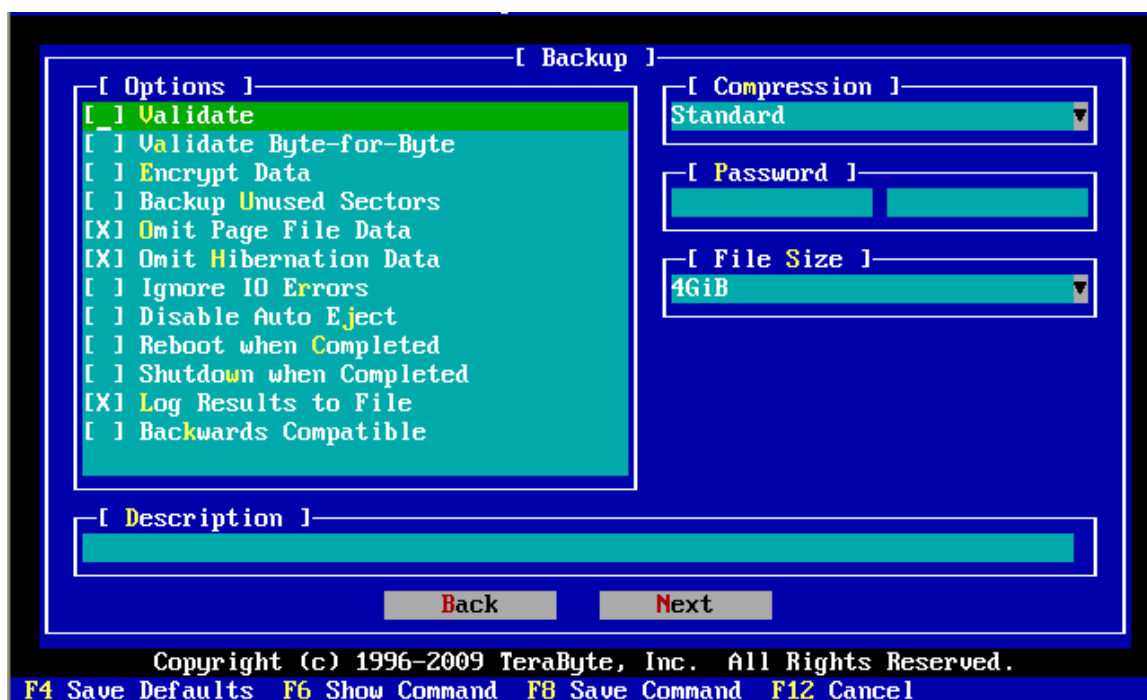 [ Backup ]
[ Options ]
[_] Validate
[ ] Validate Byte-for-Byte
[ ] Encrypt Data
[ ] Backup Unused Sectors
[X] Omit Page File Data
[X] Omit Hibernation Data
[ ] Ignore IO Errors
[ ] Disable Auto Eject
[ ] Reboot when Completed
[ ] Shutdown when Completed
[X] Log Results to File
[ ] Backwards Compatible
[ Compression ]
Standard
[ Password ]
[ File Size ]
4GiB
[ Description ]
Back Next
Copyright (c) 1996-2009 TeraByte, Inc. All Rights Reserved.
F4 Save Defaults F6 Show Command F8 Save Command F12 Cancel